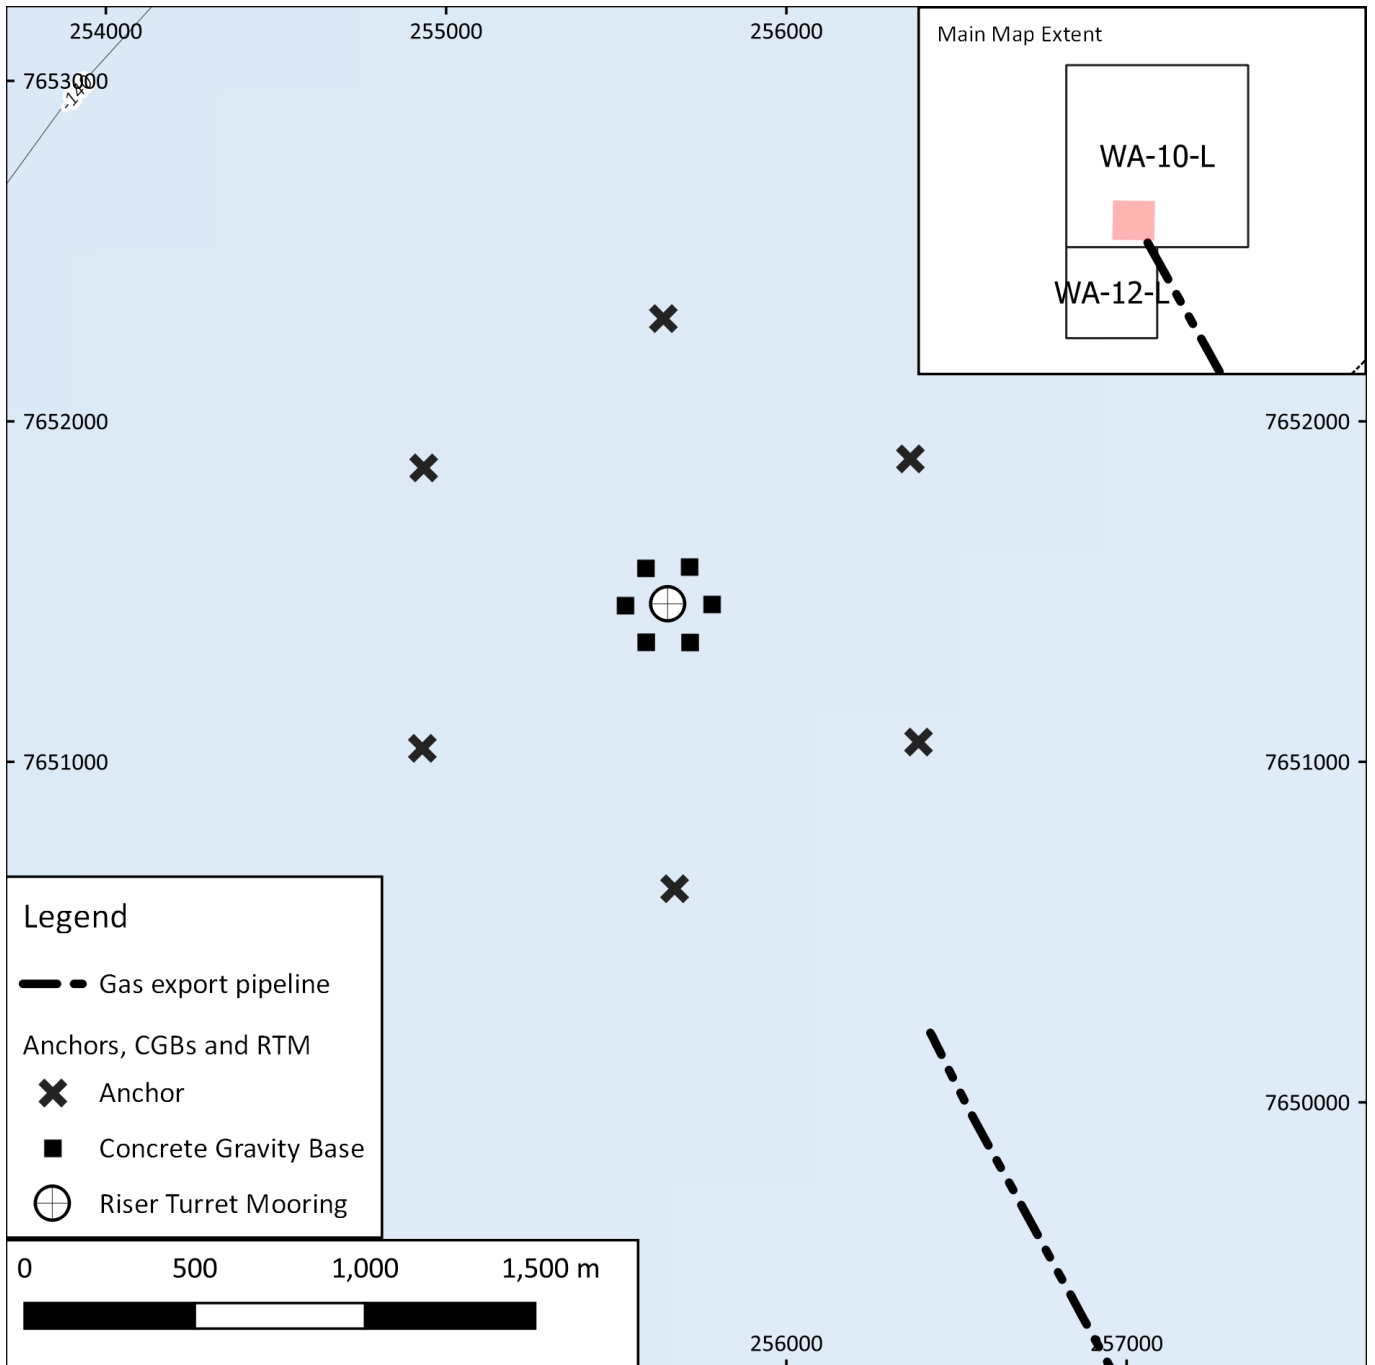 254000 255000 256000
Main Map Extent
7653000
-140
WA-10-L
WA-12-L
7652000 7652000
7651000 7651000
Legend
Gas export pipeline
Anchors, CGBs and RTM
Anchor
7650000
Concrete Gravity Base
Riser Turret Mooring
0 500 1,000 1,500 m
256000 257000